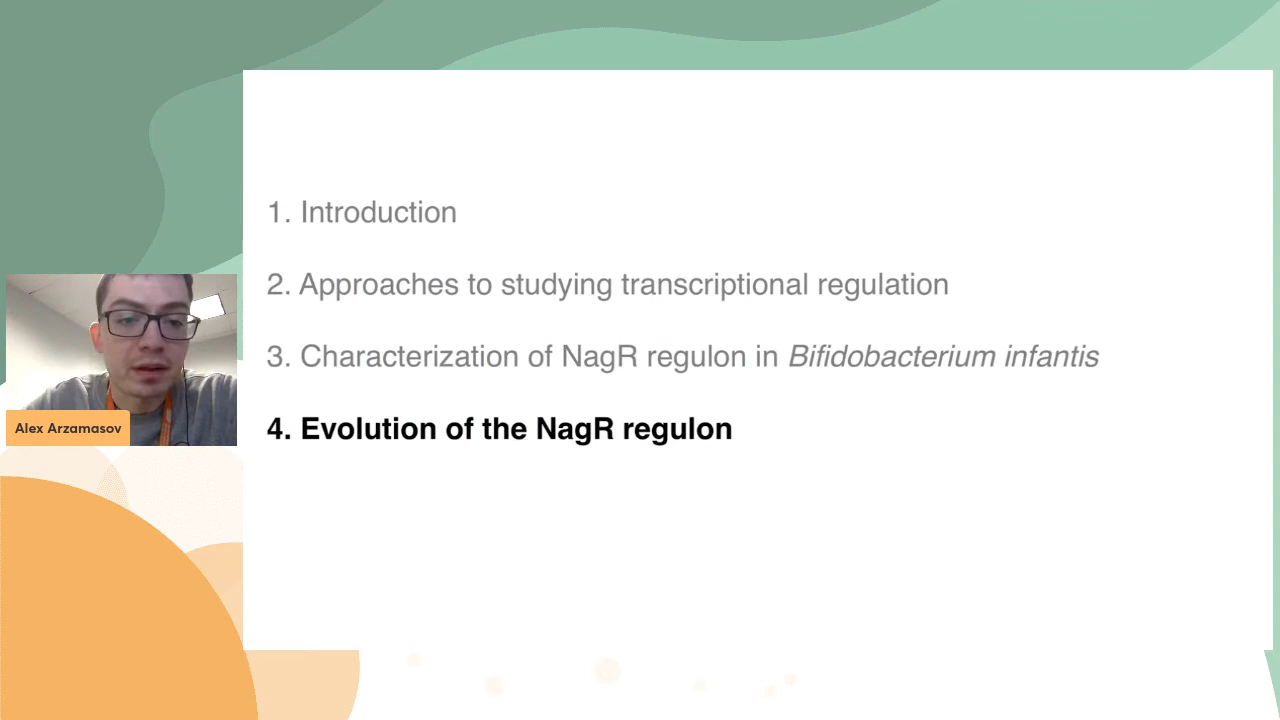 1. Introduction
2. Approaches to studying transcriptional regulation
3. Characterization of NagR regulon in Bifidobacterium infantis
4. Evolution of the NagR regulon
Alex Arzamasov